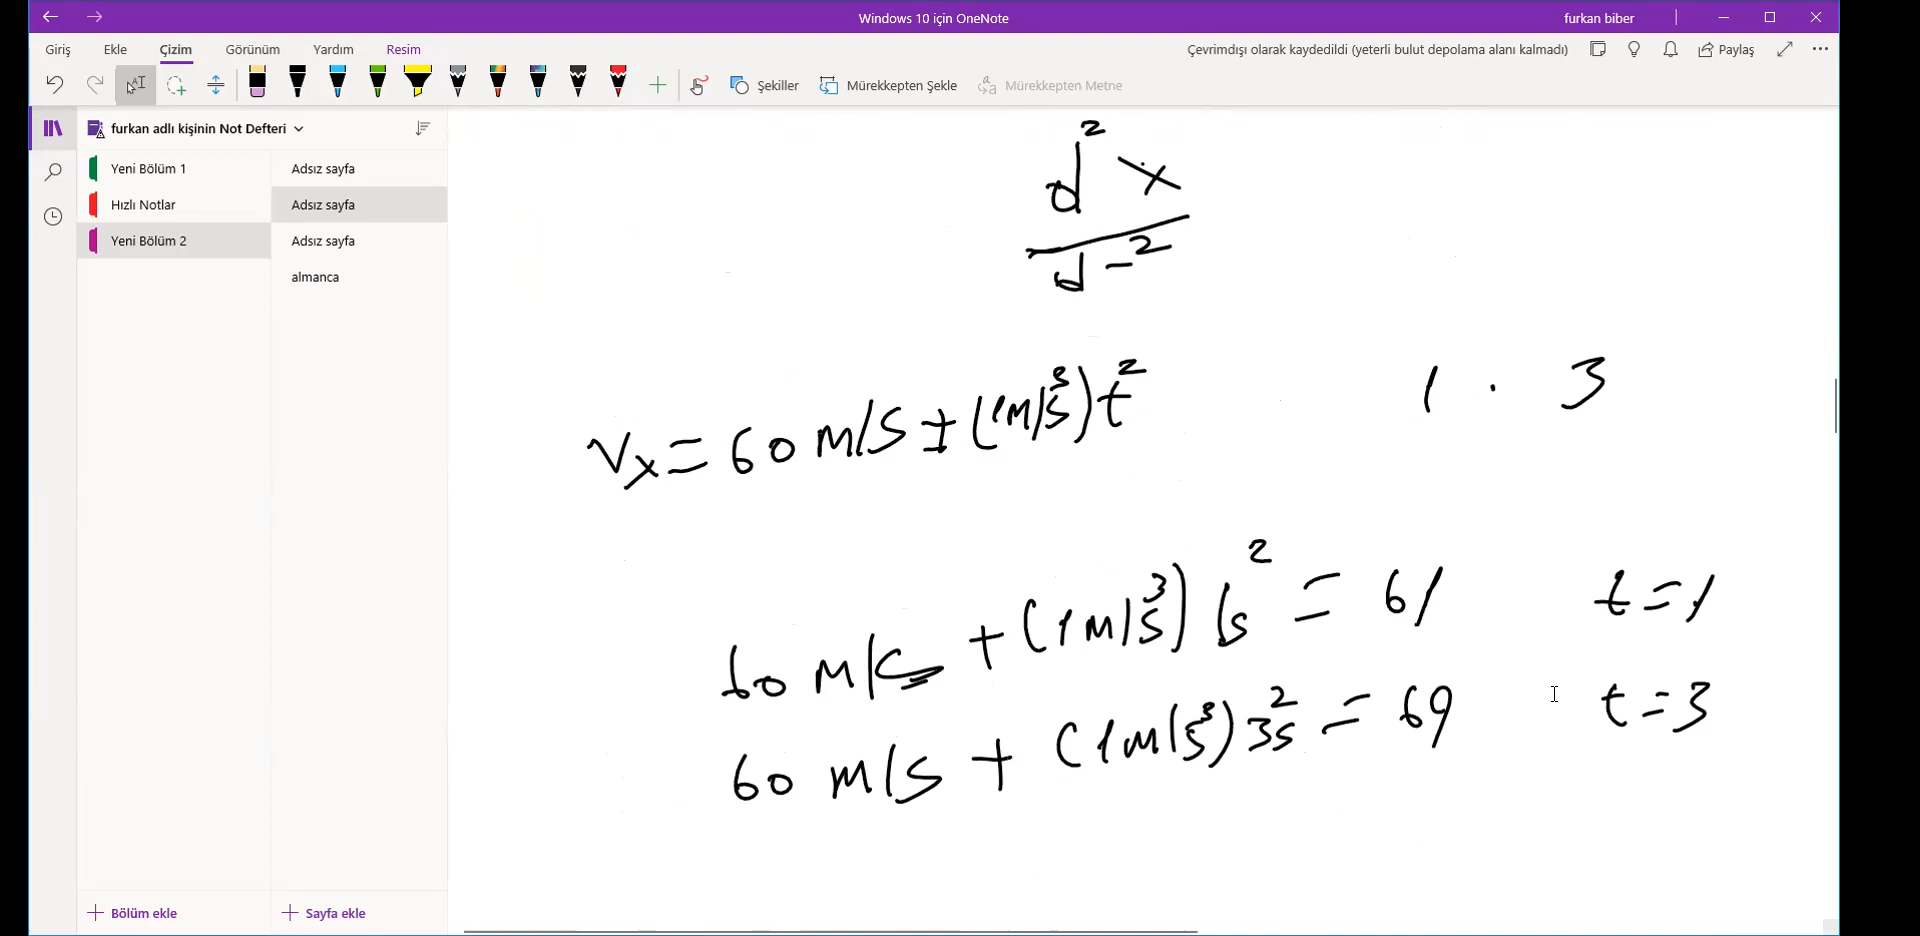 Windows 10 için OneNote
furkan biber
Giriş Ekle Çizim Görünüm Yardım Resim
Çevrimdışı olarak kaydedildi (yeterli bulut depolama alanı kalmadı)
Paylaş
Şekiller
Mürekkepten Şekle
Mürekkepten Metne
furkan adlı kişinin Not Defteri
Yeni Bölüm 1
Hızlı Notlar
Yeni Bölüm 2
Adsız sayfa
Adsız sayfa
Adsız sayfa
almanca
d² x
d-²
Vx = 60 m/s ± (1m/s³)t²
1 . 3
60 m/s + (1m/s³) 1s² = 61 t=1
60 m/s + (1m/s³)3s² = 69 t=3
Bölüm ekle
Sayfa ekle